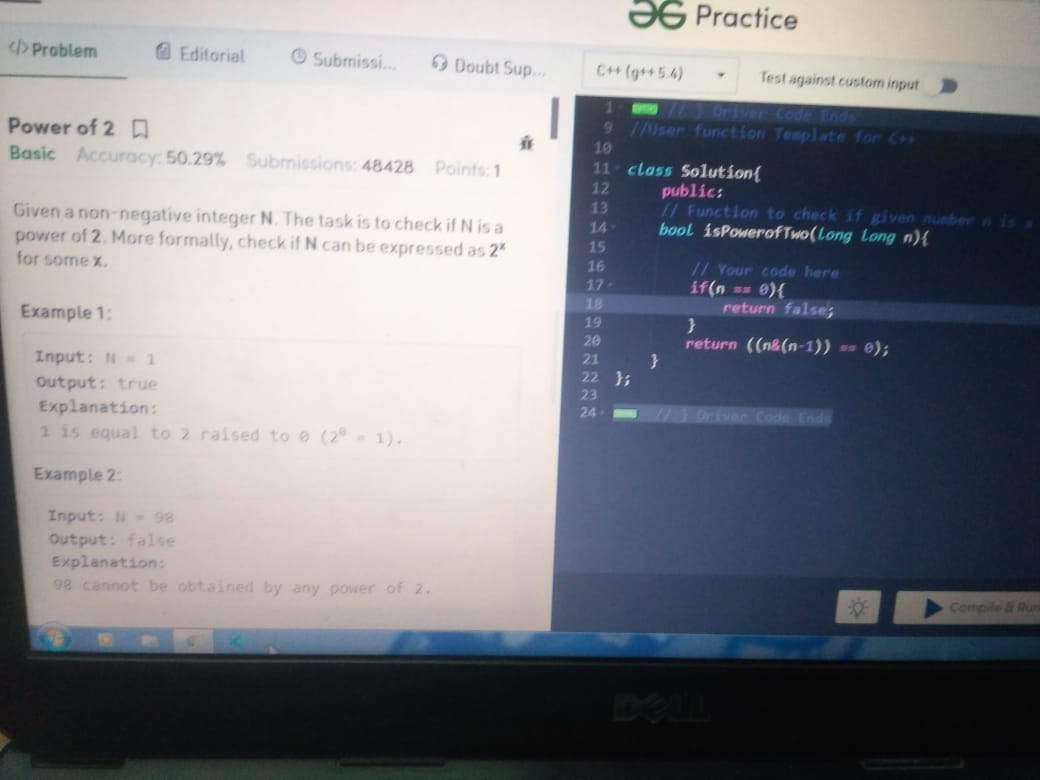 Practice
</> Problem
Editorial
Submissi...
Doubt Sup...
C++ (g++ 5.4)
Test against custom input
Power of 2
Basic Accuracy: 50.29% Submissions: 48428 Points: 1
Given a non-negative integer N. The task is to check if N is a
power of 2. More formally, check if N can be expressed as 2ˣ
for some x.
Example 1:
Input: N = 1
Output: true
Explanation:
1 is equal to 2 raised to 0 (2⁰ = 1).
Example 2:
Input: N = 98
Output: false
Explanation:
98 cannot be obtained by any power of 2.
1 // } Driver Code Ends
9 //User function Template for C++
10
11 class Solution{
12 public:
13 // Function to check if given number n is a
14 bool isPowerofTwo(long long n){
15
16 // Your code here
17 if(n == 0){
18 return false;
19 }
20 return ((n&(n-1)) == 0);
21 }
22 };
23
24 // } Driver Code Ends
Compile & Run
DELL